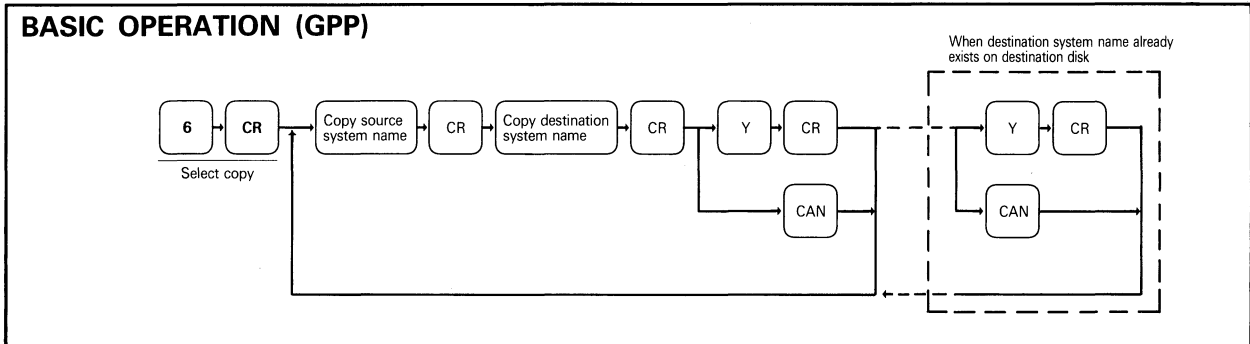 BASIC OPERATION (GPP)
When destination system name already
exists on destination disk
6
CR
Copy source
system name
CR
Copy destination
system name
CR
Y
CR
Y
CR
Select copy
CAN
CAN